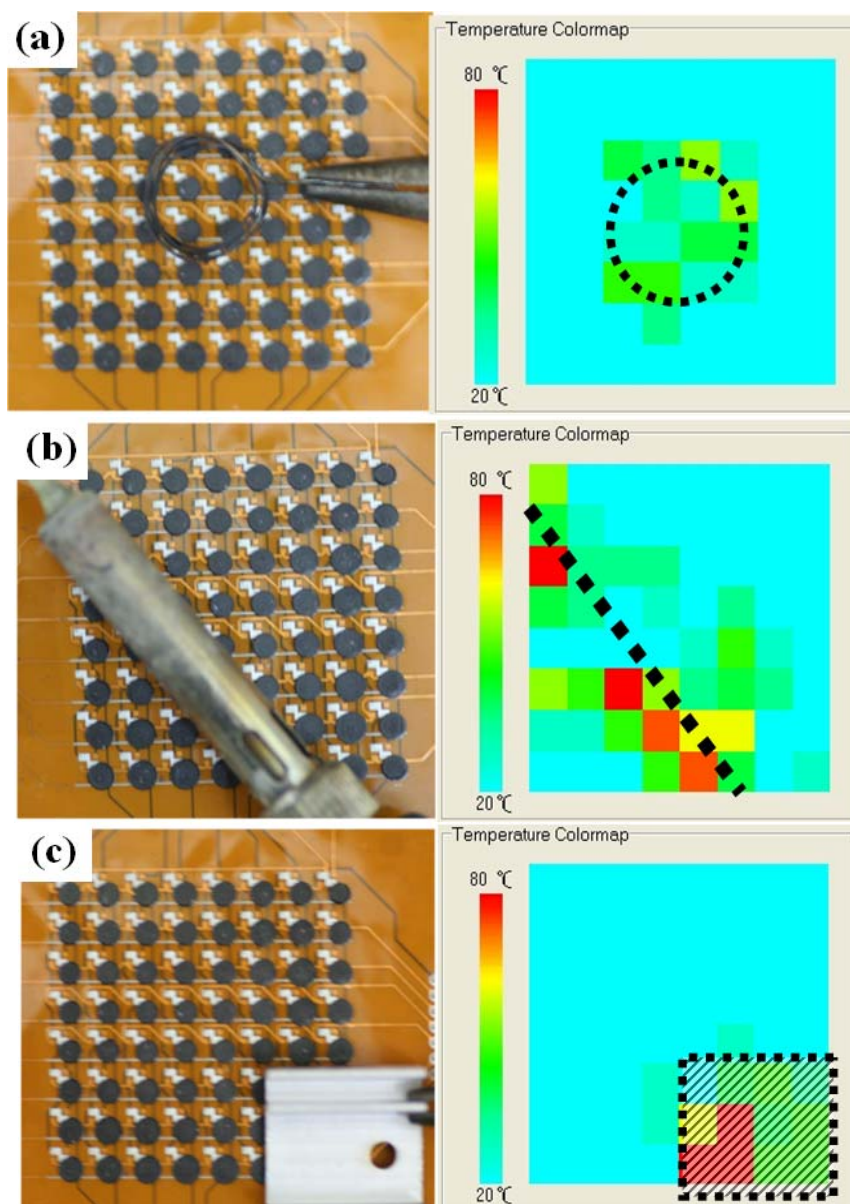 (a)
Temperature Colormap
80 ℃
20℃
(b)
Temperature Colormap
80 ℃
20℃
(c)
Temperature Colormap
80 ℃
20℃